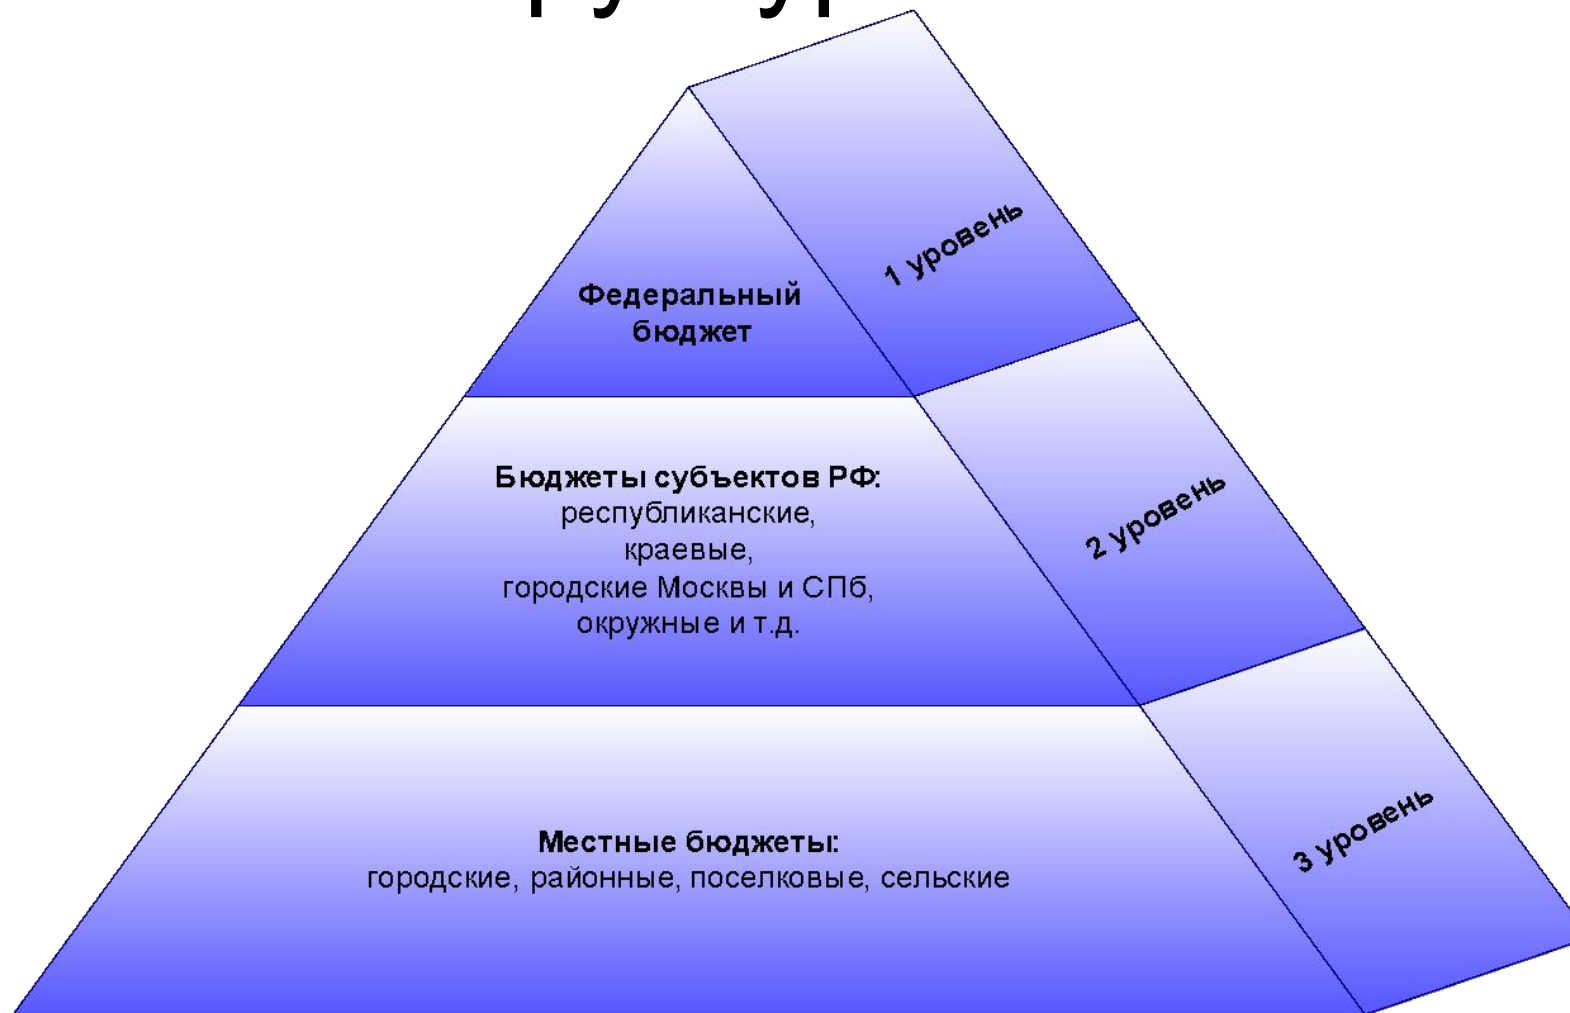 Федеральный
бюджет
1 уровень
Бюджеты субъектов РФ:
республиканские,
краевые,
городские Москвы и СПб,
окружные и т.д.
2 уровень
Местные бюджеты:
городские, районные, поселковые, сельские
3 уровень